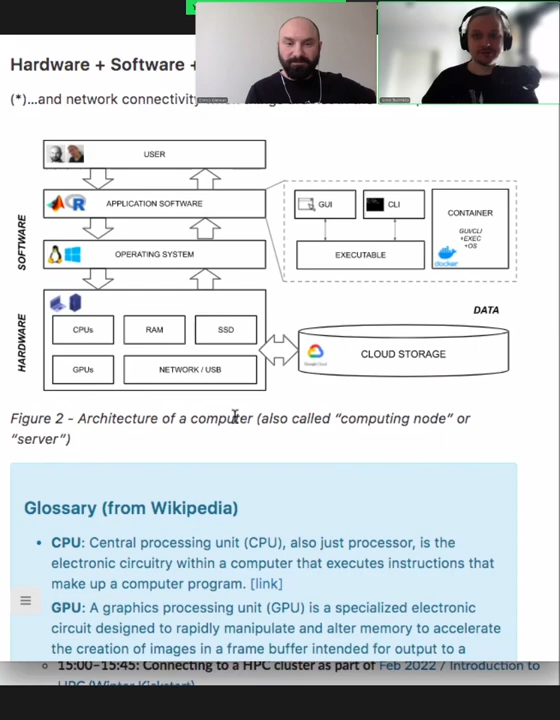 Hardware + Software +
(*)...and network connectivity
USER
APPLICATION SOFTWARE
GUI
CLI
CONTAINER
GUI/CLI
+EXEC
+OS
docker
EXECUTABLE
OPERATING SYSTEM
SOFTWARE
HARDWARE
CPUs
RAM
SSD
GPUs
NETWORK / USB
DATA
Google Cloud
CLOUD STORAGE
Figure 2 - Architecture of a computer (also called “computing node” or
“server”)
Glossary (from Wikipedia)
• CPU: Central processing unit (CPU), also just processor, is the
electronic circuitry within a computer that executes instructions that
make up a computer program. [link]
GPU: A graphics processing unit (GPU) is a specialized electronic
circuit designed to rapidly manipulate and alter memory to accelerate
the creation of images in a frame buffer intended for output to a
15:00–15:45: Connecting to a HPC cluster as part of Feb 2022 / Introduction to
HPC (Winter Kickstart)